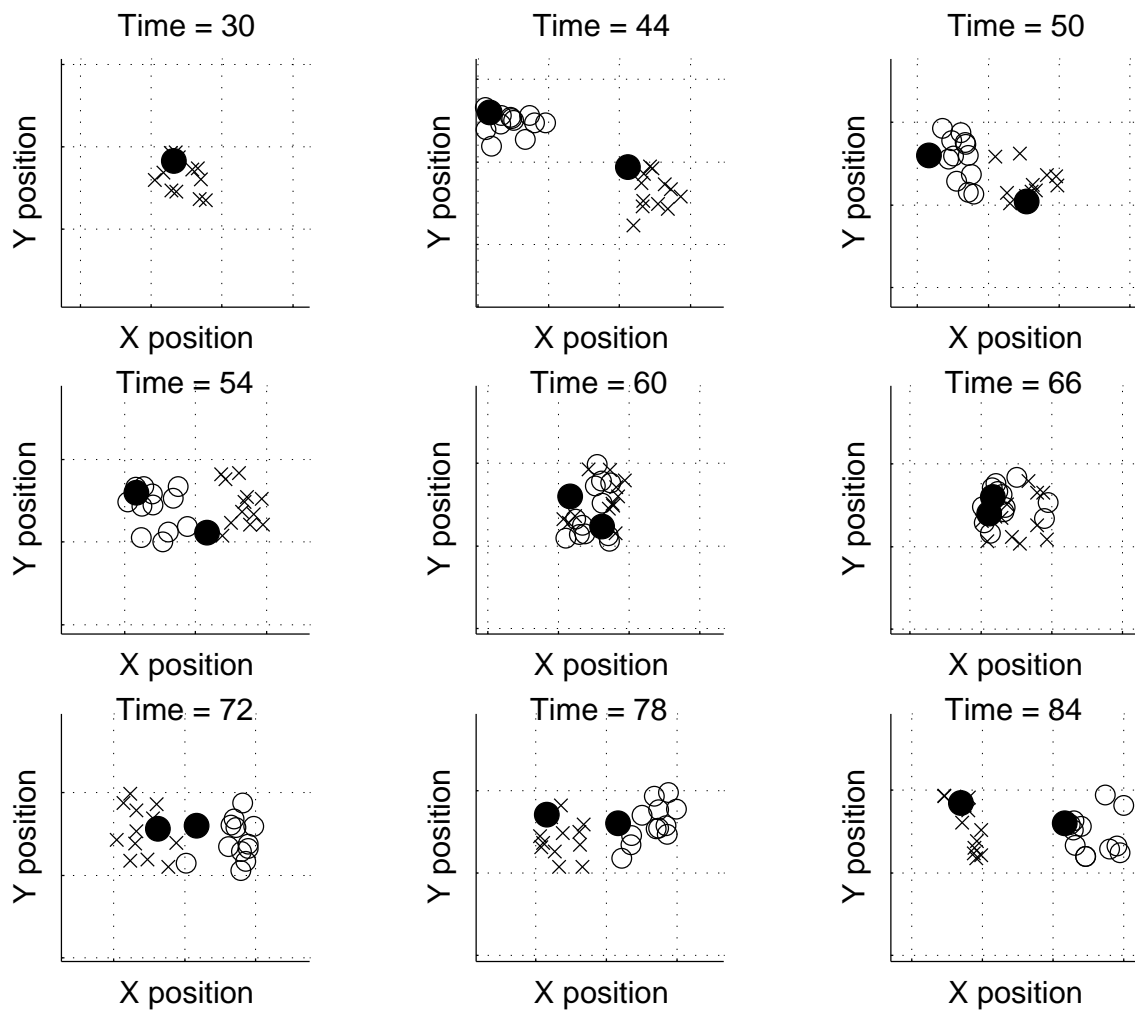 Time = 30
Y position
X position
Time = 44
Y position
X position
Time = 50
Y position
X position
Time = 54
Y position
X position
Time = 60
Y position
X position
Time = 66
Y position
X position
Time = 72
Y position
X position
Time = 78
Y position
X position
Time = 84
Y position
X position